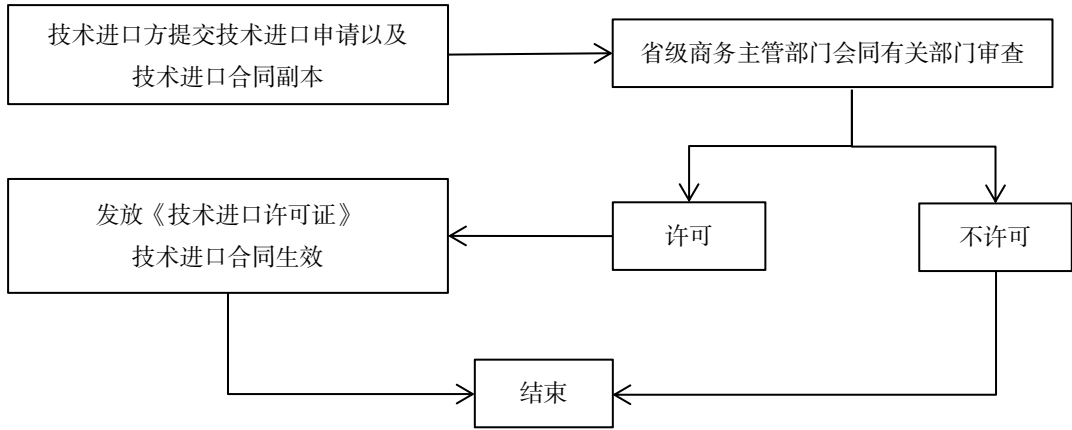 技术进口方提交技术进口申请以及
技术进口合同副本
省级商务主管部门会同有关部门审查
发放《技术进口许可证》
技术进口合同生效
许可
不许可
结束